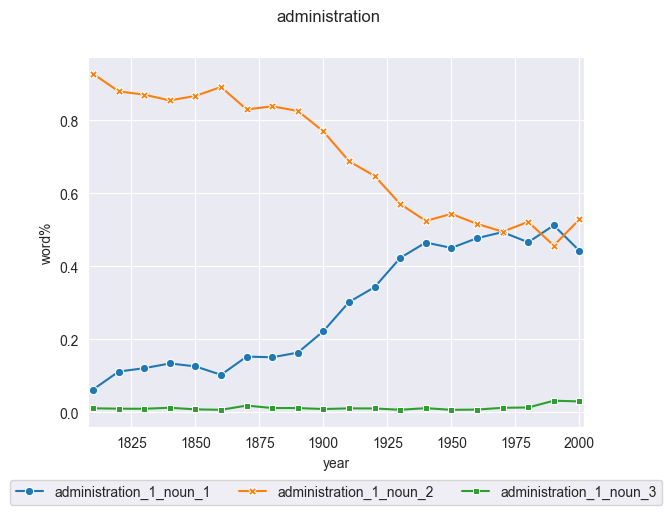 administration
word%
0.8
0.6
0.4
0.2
0.0
1825 1850 1875 1900 1925 1950 1975 2000
year
administration_1_noun_1 administration_1_noun_2 administration_1_noun_3